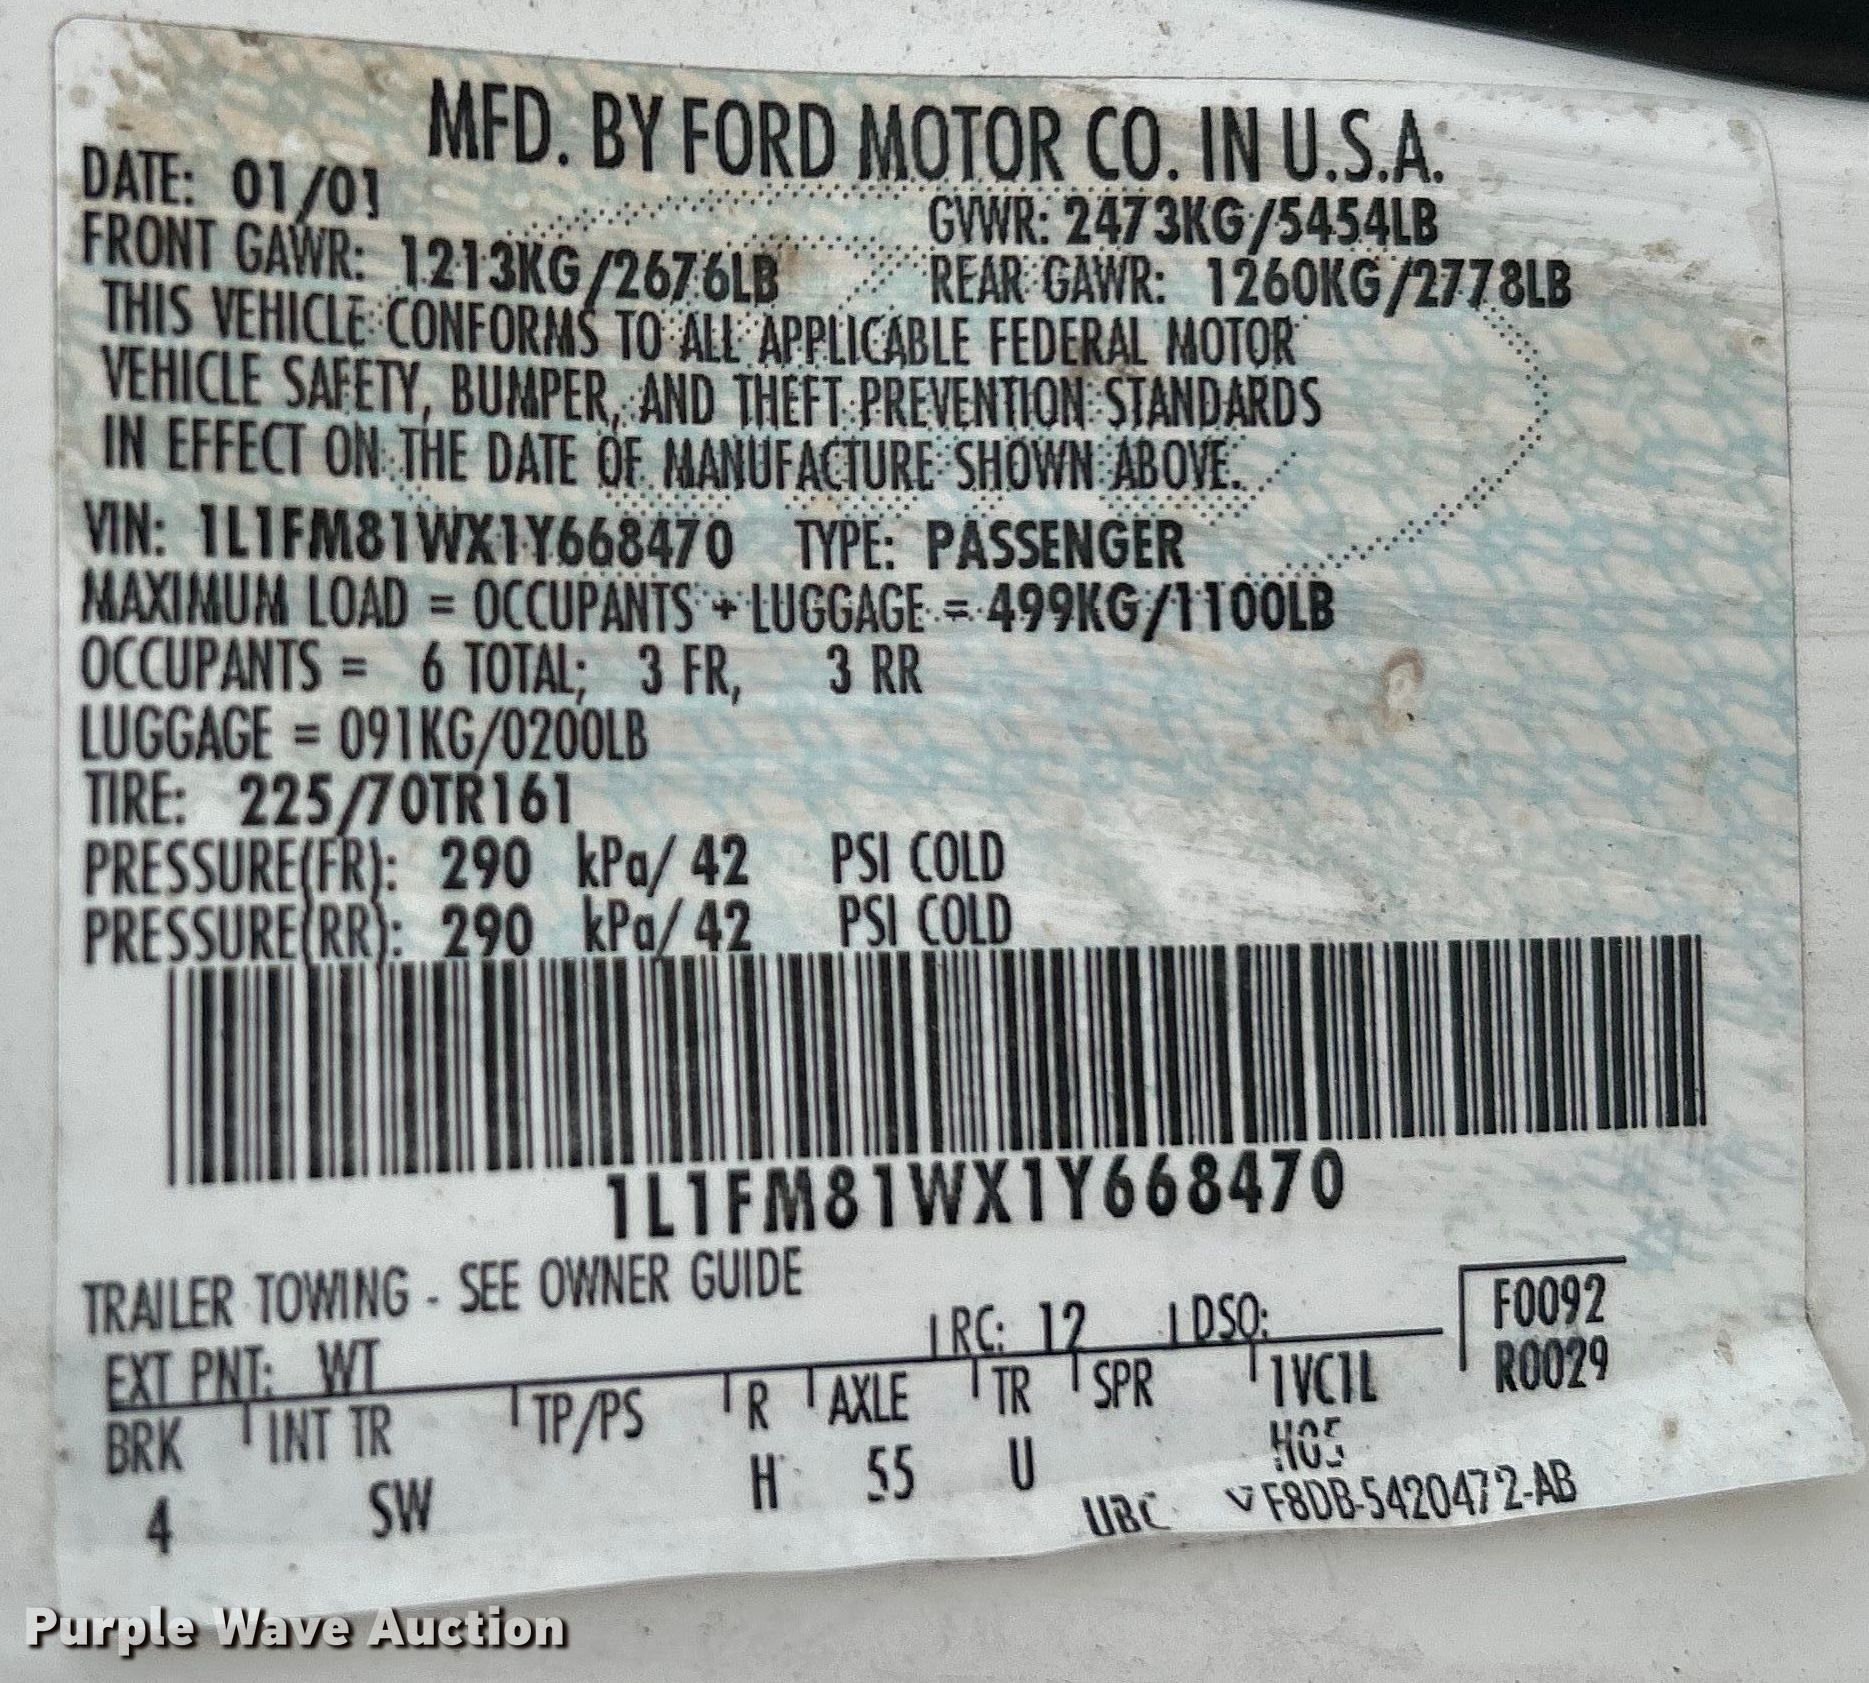 MFD. BY FORD MOTOR CO. IN U.S.A.
DATE: 01/01
GVWR: 2473KG/5454LB
FRONT GAWR: 1213KG/2676LB
REAR GAWR: 1260KG/2778LB
THIS VEHICLE CONFORMS TO ALL APPLICABLE FEDERAL MOTOR
VEHICLE SAFETY, BUMPER, AND THEFT PREVENTION STANDARDS
IN EFFECT ON THE DATE OF MANUFACTURE SHOWN ABOVE.
VIN: 1L1FM81WX1Y668470 TYPE: PASSENGER
MAXIMUM LOAD = OCCUPANTS + LUGGAGE = 499KG/1100LB
OCCUPANTS = 6 TOTAL; 3 FR, 3 RR
LUGGAGE = 091KG/0200LB
TIRE: 225/70TR161
PRESSURE(FR): 290 kPa/ 42 PSI COLD
PRESSURE(RR): 290 kPa/ 42 PSI COLD
1L1FM81WX1Y668470
TRAILER TOWING - SEE OWNER GUIDE
EXT PNT: WT RC: 12 DSO:
F0092
R0029
BRK INT TR TP/PS R AXLE TR SPR 1VC1L
4 SW H 55 U H05
UBC F8DB-5420472-AB
Purple Wave Auction